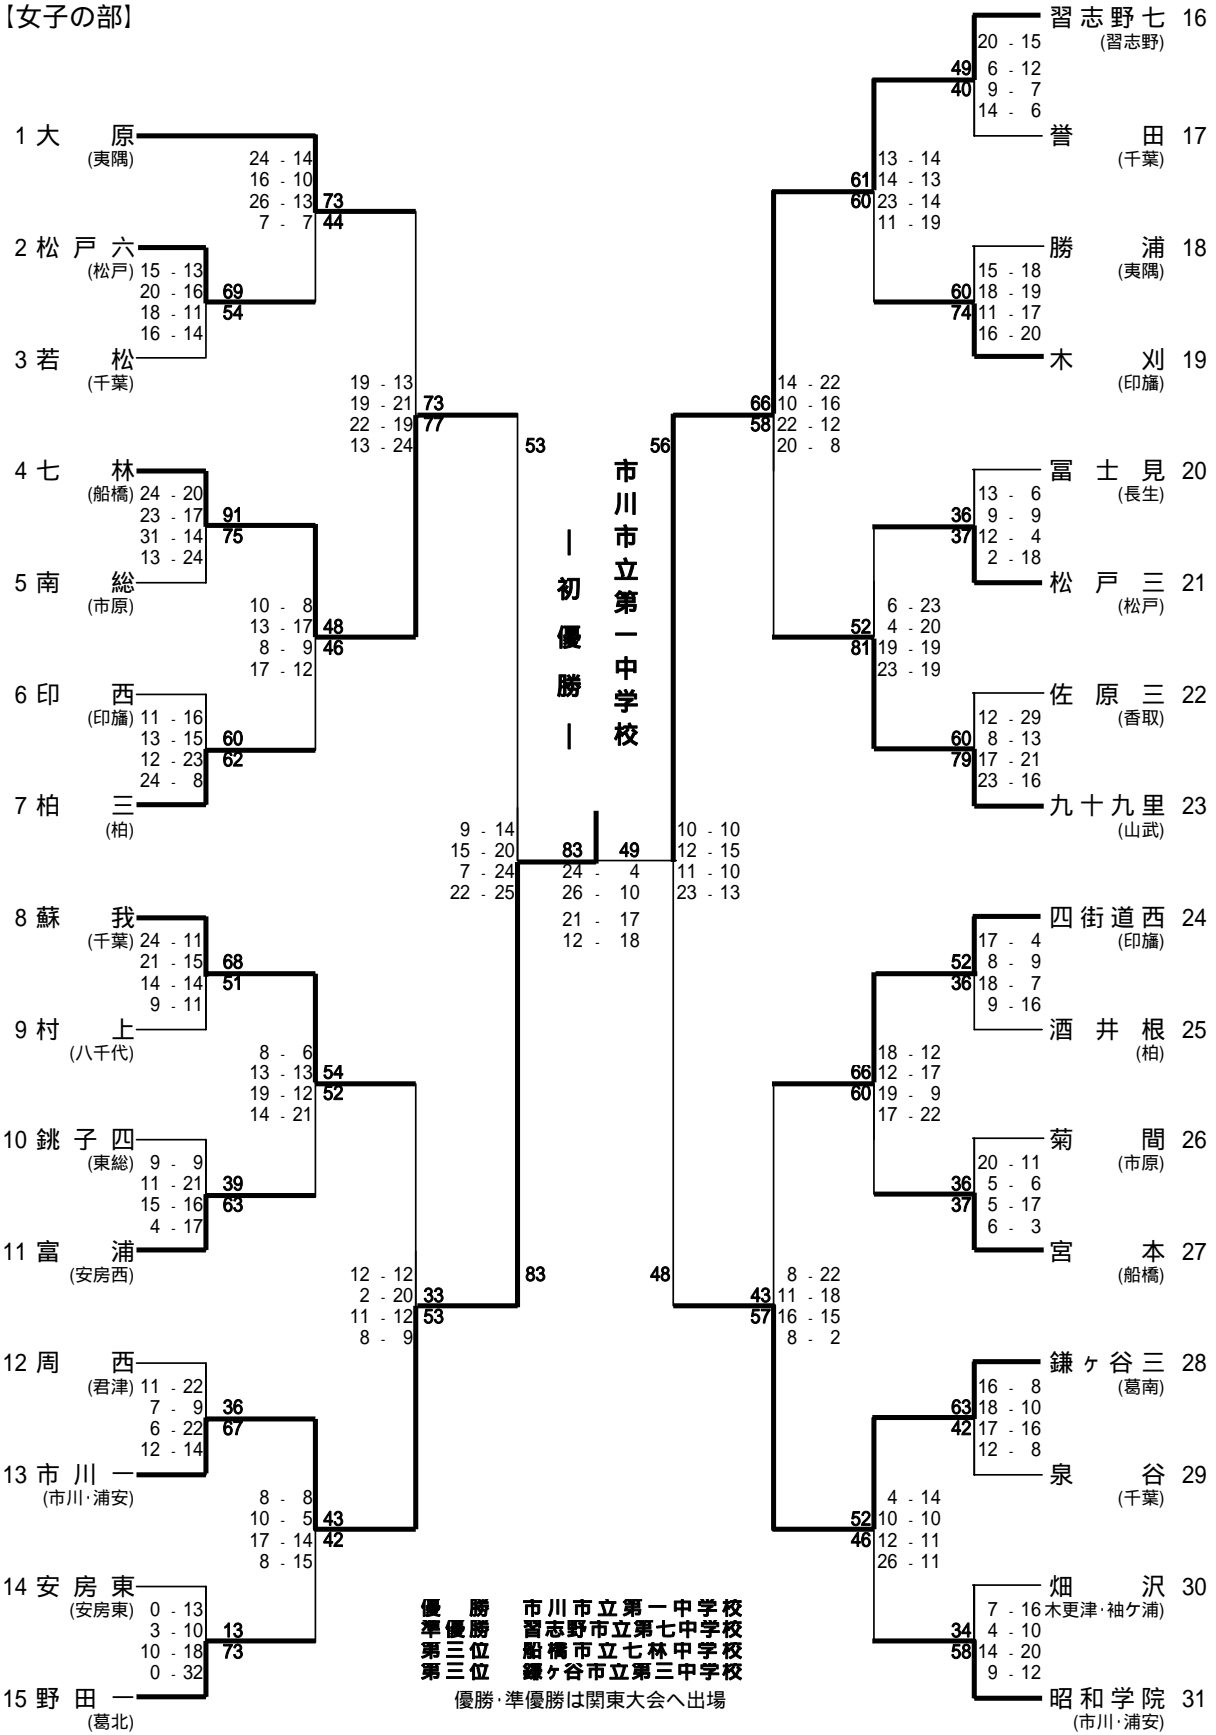 【女子の部】
1 大原
(夷隅)
24 - 14
16 - 10
26 - 13
7 - 7
73
44
2 松戸六
(松戸)
15 - 13
20 - 16
18 - 11
16 - 14
69
54
3 若松
(千葉)
19 - 13
19 - 21
22 - 19
13 - 24
73
77
4 七林
(船橋)
24 - 20
23 - 17
31 - 14
13 - 24
91
75
5 南総
(市原)
10 - 8
13 - 17
8 - 9
17 - 12
48
46
6 印西
(印旛)
11 - 16
13 - 15
12 - 23
24 - 8
60
62
7 柏三
(柏)
53
9 - 14
15 - 20
7 - 24
22 - 25
83
8 蘇我
(千葉)
24 - 11
21 - 15
14 - 14
9 - 11
68
51
9 村上
(八千代)
8 - 6
13 - 13
19 - 12
14 - 21
54
52
10 銚子四
(東総)
9 - 9
11 - 21
15 - 16
4 - 17
39
63
11 富浦
(安房西)
12 - 12
2 - 20
11 - 12
8 - 9
33
53
12 周西
(君津)
11 - 22
7 - 9
6 - 22
12 - 14
36
67
13 市川一
(市川・浦安)
8 - 8
10 - 5
17 - 14
8 - 15
43
42
14 安房東
(安房東)
0 - 13
3 - 10
10 - 18
0 - 32
13
73
15 野田一
(葛北)
市川市立第一中学校
―初優勝―
83 49
24 - 4
26 - 10
21 - 17
12 - 18
習志野七 16
(習志野)
20 - 15
6 - 12
9 - 7
14 - 6
49
40
誉田 17
(千葉)
13 - 14
14 - 13
23 - 14
11 - 19
61
60
勝浦 18
(夷隅)
15 - 18
18 - 19
11 - 17
16 - 20
60
74
木刈 19
(印旛)
14 - 22
10 - 16
22 - 12
20 - 8
66
58
冨士見 20
(長生)
13 - 6
9 - 9
12 - 4
2 - 18
36
37
松戸三 21
(松戸)
6 - 23
4 - 20
19 - 19
23 - 19
52
81
佐原三 22
(香取)
12 - 29
8 - 13
17 - 21
23 - 16
60
79
九十九里 23
(山武)
56
10 - 10
12 - 15
11 - 10
23 - 13
48
四街道西 24
(印旛)
17 - 4
8 - 9
18 - 7
9 - 16
52
36
酒井根 25
(柏)
18 - 12
12 - 17
19 - 9
17 - 22
66
60
菊間 26
(市原)
20 - 11
5 - 6
5 - 17
6 - 3
36
37
宮本 27
(船橋)
8 - 22
11 - 18
16 - 15
8 - 2
43
57
鎌ヶ谷三 28
(葛南)
16 - 8
18 - 10
17 - 16
12 - 8
63
42
泉谷 29
(千葉)
4 - 14
10 - 10
12 - 11
26 - 11
52
46
畑沢 30
木更津・袖ケ浦)
7 - 16
4 - 10
14 - 20
9 - 12
34
58
昭和学院 31
(市川・浦安)
優勝 市川市立第一中学校
準優勝 習志野市立第七中学校
第三位 船橋市立七林中学校
第三位 鎌ヶ谷市立第三中学校
優勝・準優勝は関東大会へ出場